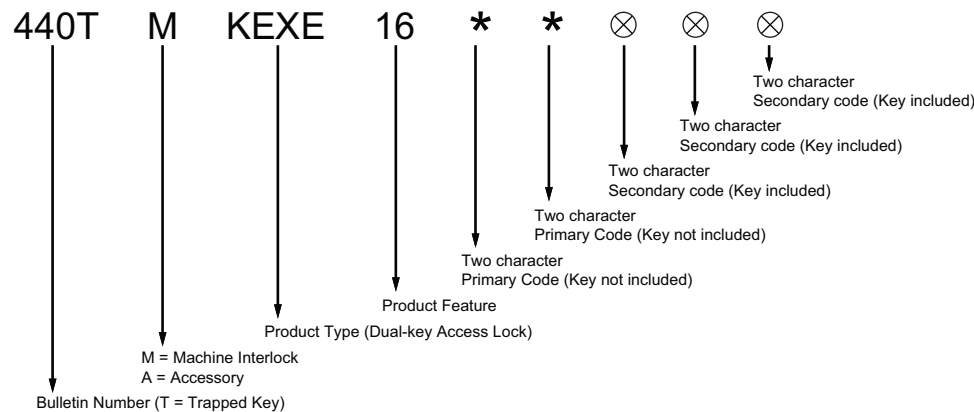 440T M KEXE 16 * * ⊗ ⊗ ⊗
Two character
Secondary code (Key included)
Two character
Secondary code (Key included)
Two character
Secondary code (Key included)
Two character
Primary Code (Key not included)
Two character
Primary Code (Key not included)
Product Feature
Product Type (Dual-key Access Lock)
M = Machine Interlock
A = Accessory
Bulletin Number (T = Trapped Key)